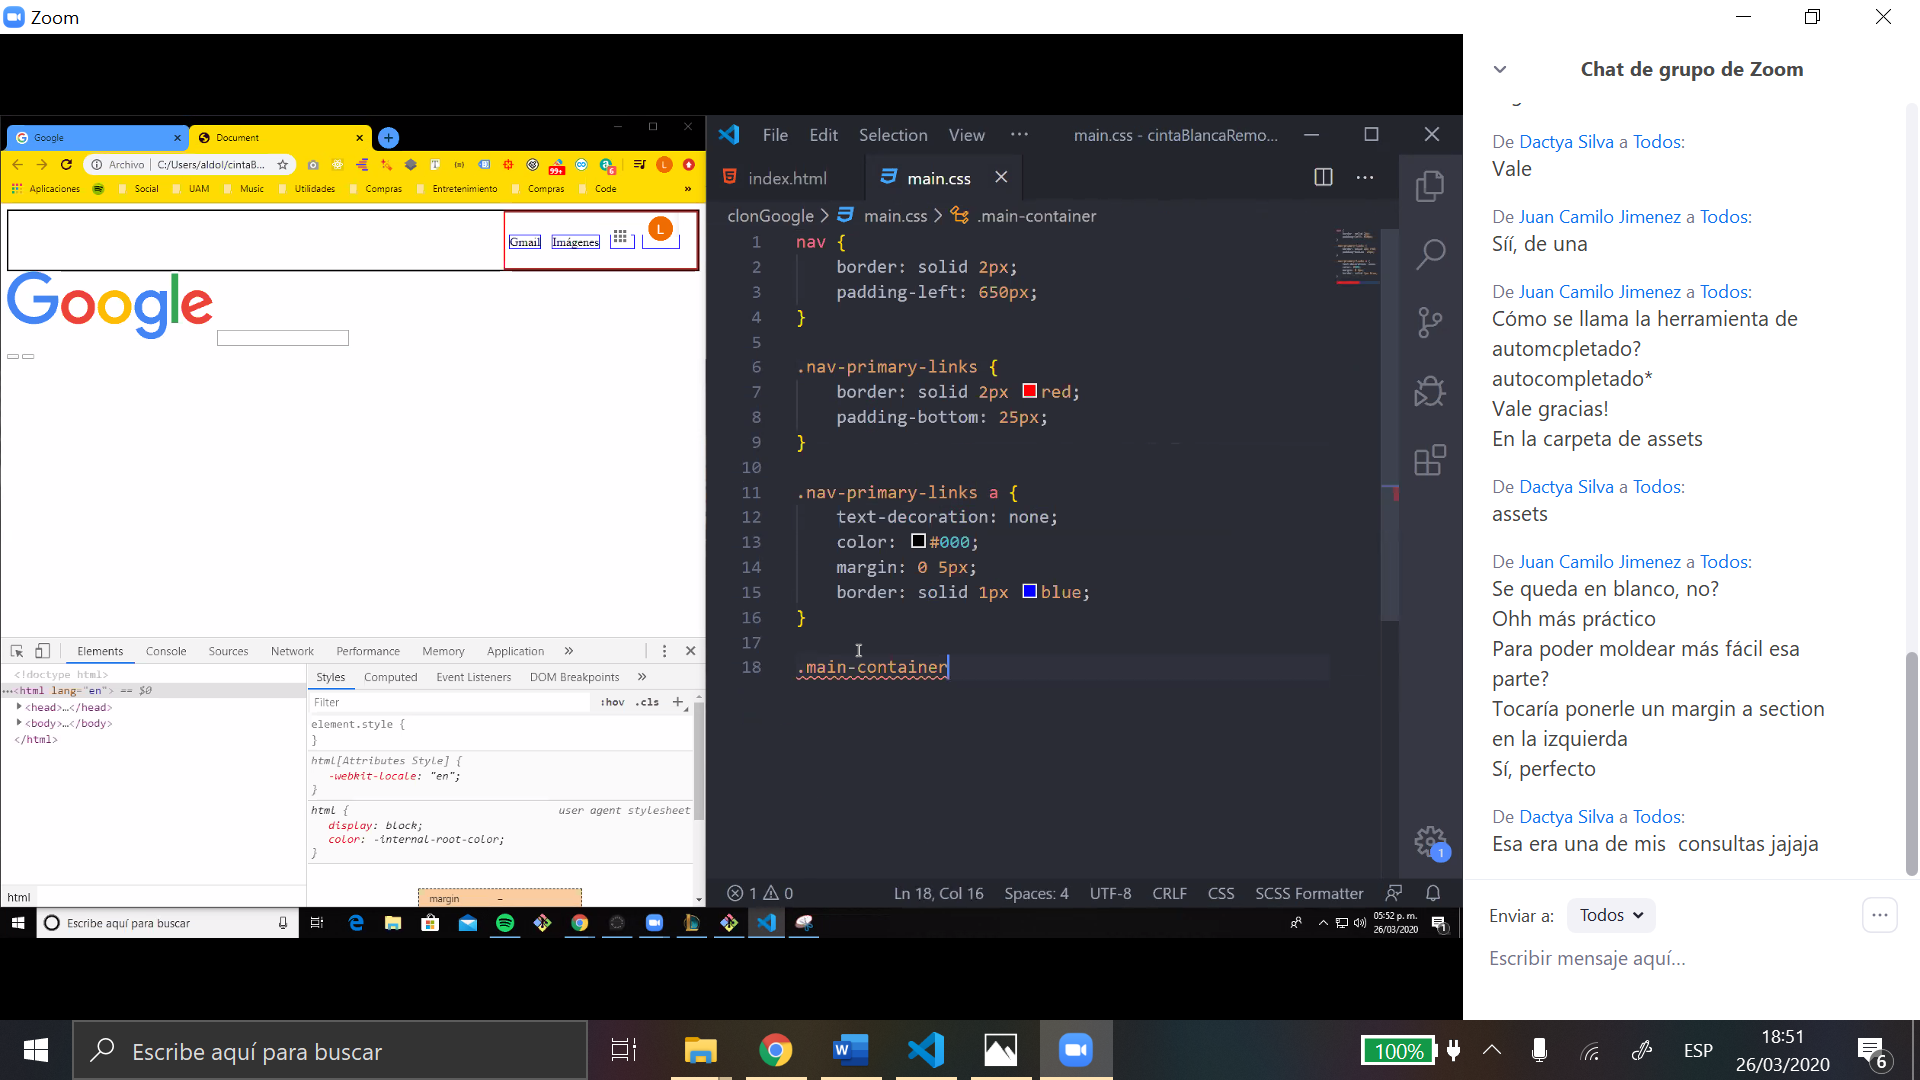 Zoom
Google
Document
Archivo
C:/Users/aldol/cintaB...
99+
L
6
Aplicaciones
Social
UAM
Music
Utilidades
Compras
Entretenimiento
Compras
Code
»
Gmail
Imágenes
L
Google
Elements
Console
Sources
Network
Performance
Memory
Application
»
<!doctype html>
...<html lang="en"> == $0
<head>…</head>
<body>…</body>
</html>
html
Styles
Computed
Event Listeners
DOM Breakpoints
»
Filter
:hov
.cls
+
element.style {
}
html[Attributes Style] {
-webkit-locale: "en";
}
html {
user agent stylesheet
display: block;
color: -internal-root-color;
}
margin
–
File
Edit
Selection
View
···
main.css - cintaBlancaRemo...
index.html
main.css
clonGoogle > main.css > .main-container
1 nav {
2 border: solid 2px;
3 padding-left: 650px;
4 }
5
6 .nav-primary-links {
7 border: solid 2px red;
8 padding-bottom: 25px;
9 }
10
11 .nav-primary-links a {
12 text-decoration: none;
13 color: #000;
14 margin: 0 5px;
15 border: solid 1px blue;
16 }
17
18 .main-container
1
1
0
Ln 18, Col 16
Spaces: 4
UTF-8
CRLF
CSS
SCSS Formatter
Escribe aquí para buscar
05:52 p. m.
26/03/2020
1
Chat de grupo de Zoom
De Dactya Silva a Todos:
Vale
De Juan Camilo Jimenez a Todos:
Síí, de una
De Juan Camilo Jimenez a Todos:
Cómo se llama la herramienta de
automcpletado?
autocompletado*
Vale gracias!
En la carpeta de assets
De Dactya Silva a Todos:
assets
De Juan Camilo Jimenez a Todos:
Se queda en blanco, no?
Ohh más práctico
Para poder moldear más fácil esa
parte?
Tocaría ponerle un margin a section
en la izquierda
Sí, perfecto
De Dactya Silva a Todos:
Esa era una de mis  consultas jajaja
Enviar a:
Todos
...
Escribir mensaje aquí...
Escribe aquí para buscar
100%
ESP
18:51
26/03/2020
6